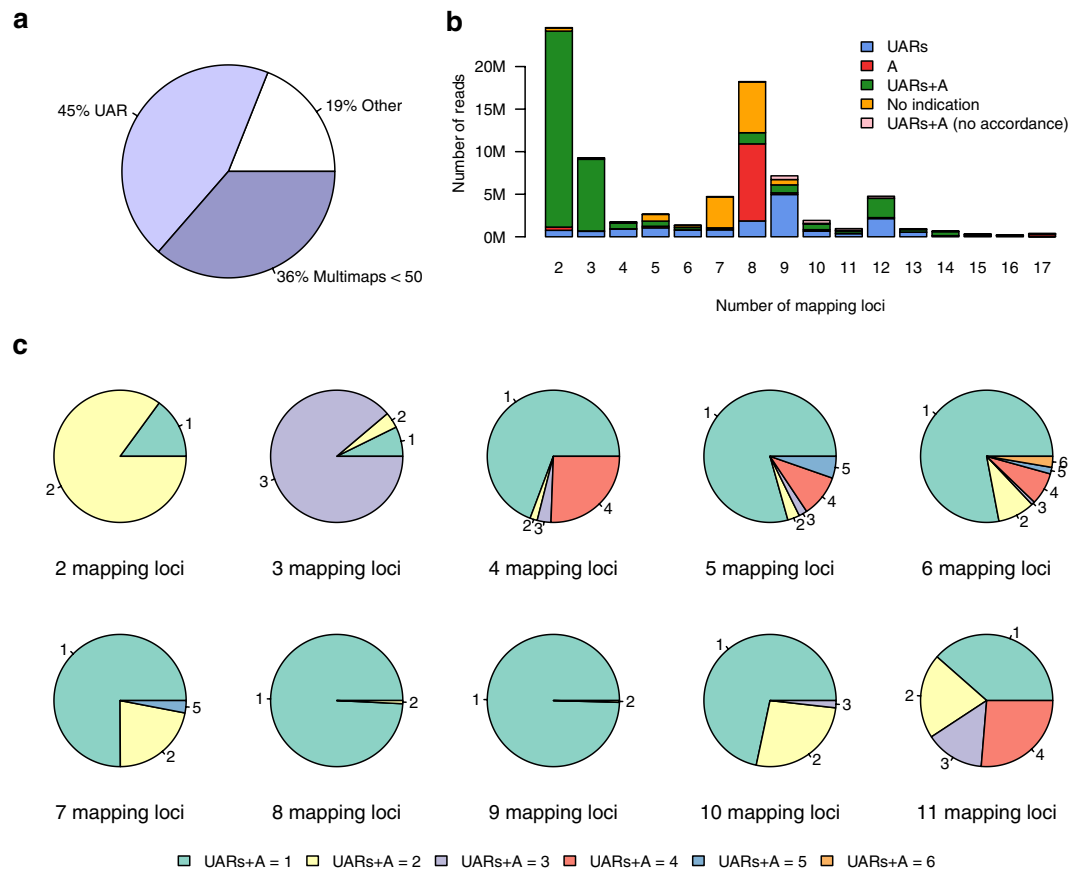 a
45% UAR
19% Other
36% Multimaps < 50
b
Number of reads
20M
15M
10M
5M
0M
UARs
A
UARs+A
No indication
UARs+A (no accordance)
2 3 4 5 6 7 8 9 10 11 12 13 14 15 16 17
Number of mapping loci
c
1
2
2 mapping loci
1
2
3
3 mapping loci
1
2
3
4
4 mapping loci
1
2
3
4
5
5 mapping loci
1
2
3
4
5
6
6 mapping loci
1
2
5
7 mapping loci
1
2
8 mapping loci
1
2
9 mapping loci
1
2
3
10 mapping loci
1
2
3
4
11 mapping loci
UARs+A = 1 UARs+A = 2 UARs+A = 3 UARs+A = 4 UARs+A = 5 UARs+A = 6